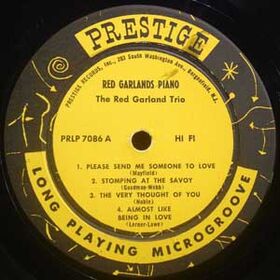 PRESTIGE
PRESTIGE RECORDS, INC., 203 South Washington Ave., Bergenfield, N.J.
RED GARLANDS PIANO
The Red Garland Trio
PRLP 7086 A HI FI
1. PLEASE SEND ME SOMEONE TO LOVE
(Mayfield)
2. STOMPING AT THE SAVOY
(Goodman-Webb)
3. THE VERY THOUGHT OF YOU
(Noble)
4. ALMOST LIKE
BEING IN LOVE
(Lerner-Lowe)
LONG PLAYING MICROGROOVE